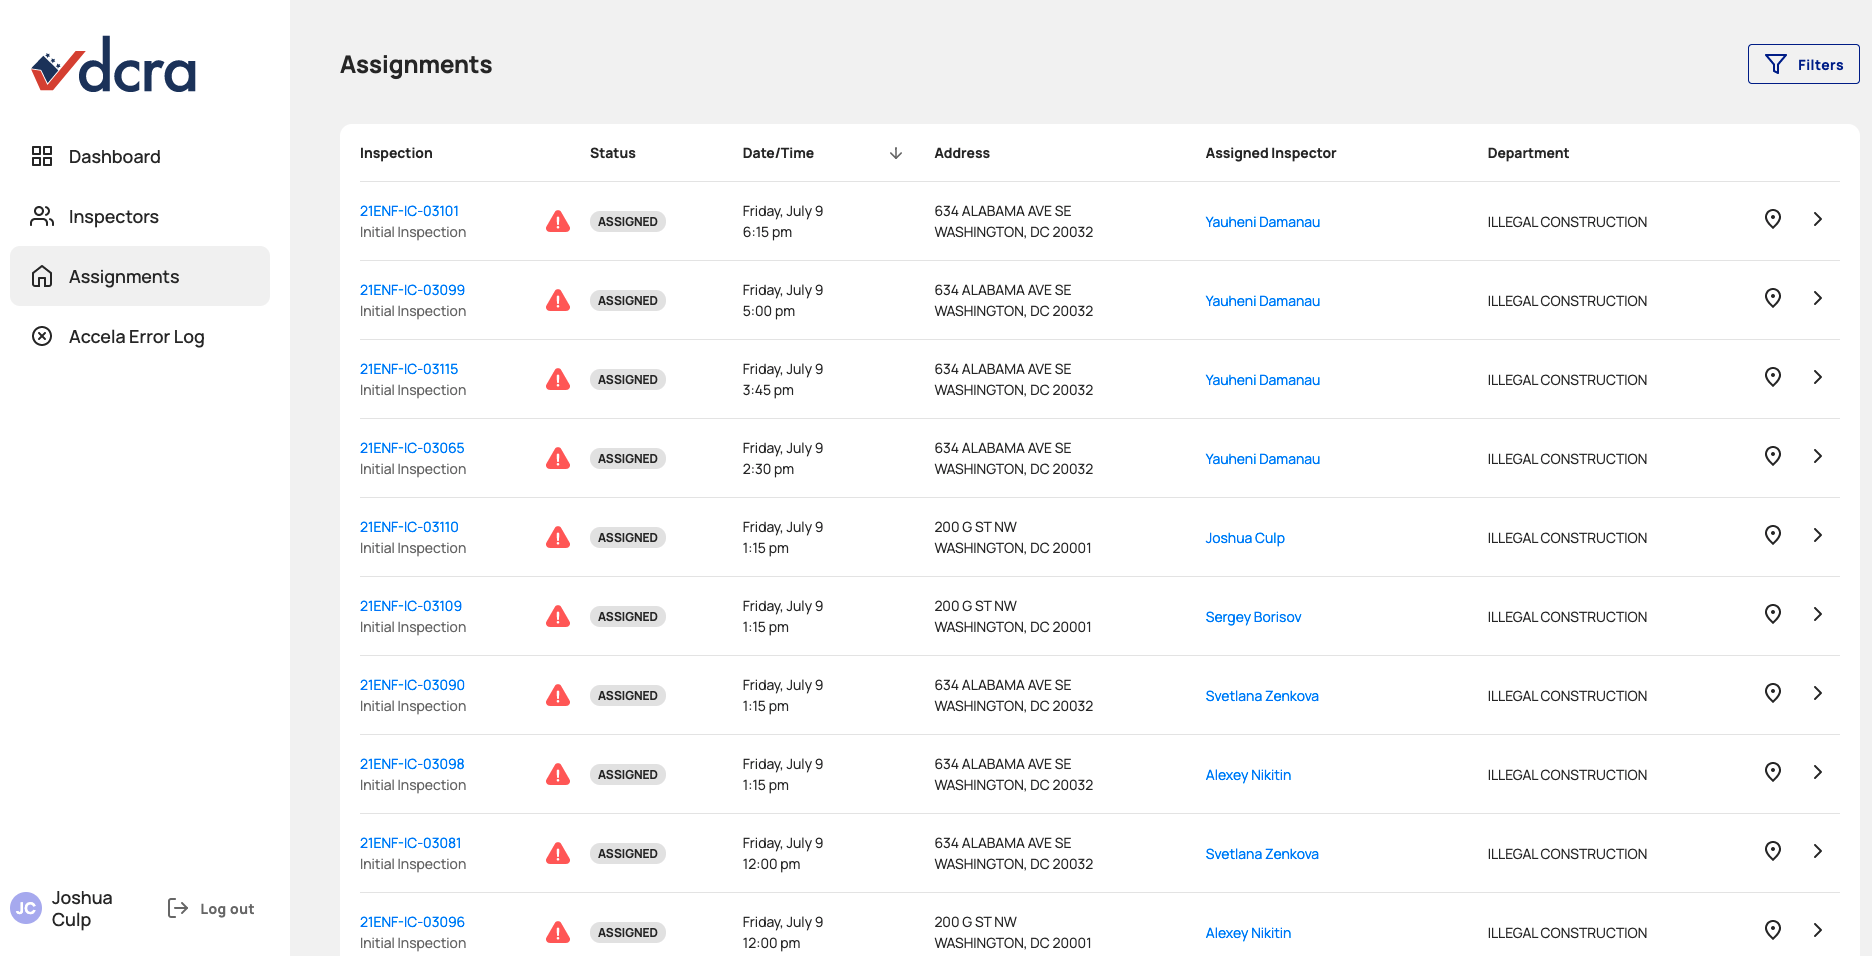 dcra
Dashboard
Inspectors
Assignments
Accela Error Log
JC
Joshua
Culp
Log out
Assignments
Filters
Inspection Status Date/Time Address Assigned Inspector Department
21ENF-IC-03101
Initial Inspection
ASSIGNED
Friday, July 9
6:15 pm
634 ALABAMA AVE SE
WASHINGTON, DC 20032
Yauheni Damanau
ILLEGAL CONSTRUCTION
21ENF-IC-03099
Initial Inspection
ASSIGNED
Friday, July 9
5:00 pm
634 ALABAMA AVE SE
WASHINGTON, DC 20032
Yauheni Damanau
ILLEGAL CONSTRUCTION
21ENF-IC-03115
Initial Inspection
ASSIGNED
Friday, July 9
3:45 pm
634 ALABAMA AVE SE
WASHINGTON, DC 20032
Yauheni Damanau
ILLEGAL CONSTRUCTION
21ENF-IC-03065
Initial Inspection
ASSIGNED
Friday, July 9
2:30 pm
634 ALABAMA AVE SE
WASHINGTON, DC 20032
Yauheni Damanau
ILLEGAL CONSTRUCTION
21ENF-IC-03110
Initial Inspection
ASSIGNED
Friday, July 9
1:15 pm
200 G ST NW
WASHINGTON, DC 20001
Joshua Culp
ILLEGAL CONSTRUCTION
21ENF-IC-03109
Initial Inspection
ASSIGNED
Friday, July 9
1:15 pm
200 G ST NW
WASHINGTON, DC 20001
Sergey Borisov
ILLEGAL CONSTRUCTION
21ENF-IC-03090
Initial Inspection
ASSIGNED
Friday, July 9
1:15 pm
634 ALABAMA AVE SE
WASHINGTON, DC 20032
Svetlana Zenkova
ILLEGAL CONSTRUCTION
21ENF-IC-03098
Initial Inspection
ASSIGNED
Friday, July 9
1:15 pm
634 ALABAMA AVE SE
WASHINGTON, DC 20032
Alexey Nikitin
ILLEGAL CONSTRUCTION
21ENF-IC-03081
Initial Inspection
ASSIGNED
Friday, July 9
12:00 pm
634 ALABAMA AVE SE
WASHINGTON, DC 20032
Svetlana Zenkova
ILLEGAL CONSTRUCTION
21ENF-IC-03096
Initial Inspection
ASSIGNED
Friday, July 9
12:00 pm
200 G ST NW
WASHINGTON, DC 20001
Alexey Nikitin
ILLEGAL CONSTRUCTION